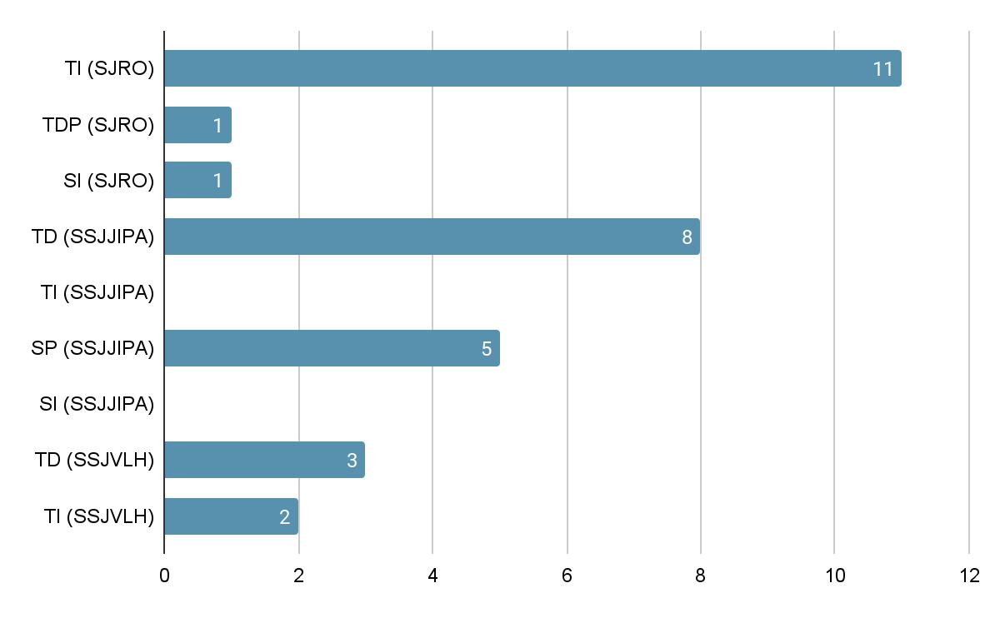 TI (SJRO)
11
TDP (SJRO)
1
SI (SJRO)
1
TD (SSJJIPA)
8
TI (SSJJIPA)
SP (SSJJIPA)
5
SI (SSJJIPA)
TD (SSJVLH)
3
TI (SSJVLH)
2
0 2 4 6 8 10 12